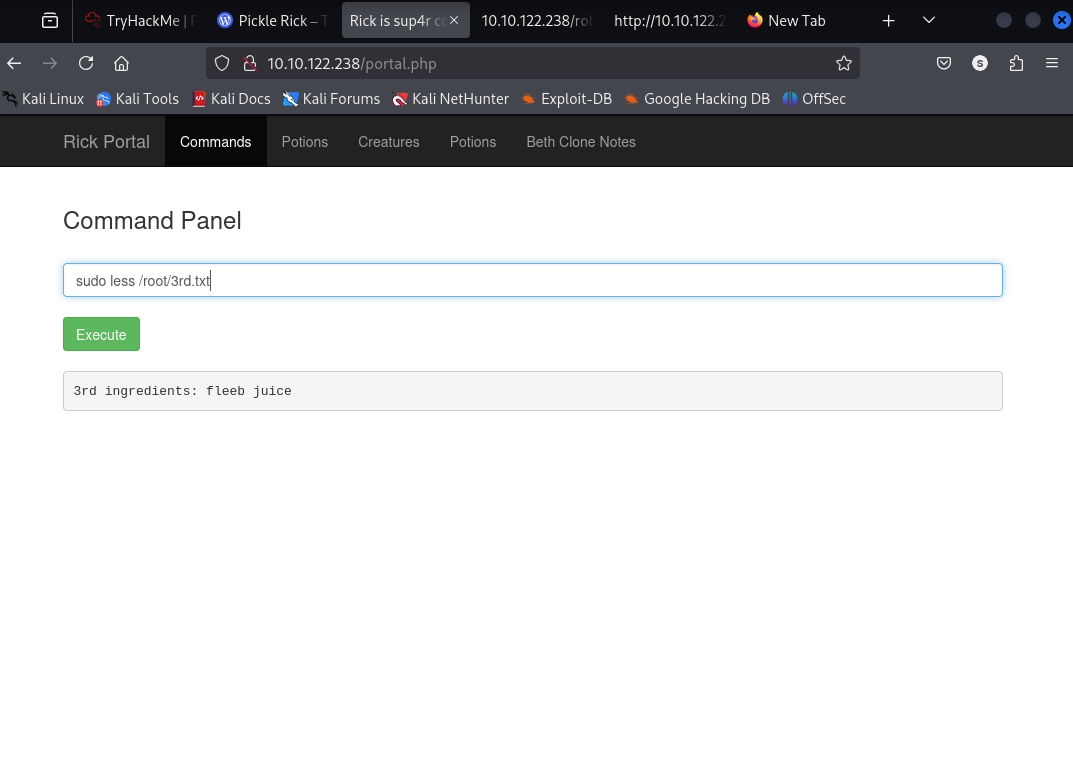 TryHackMe |
Pickle Rick – T
Rick is sup4r co
10.10.122.238/rob
http://10.10.122.2
New Tab
10.10.122.238/portal.php
S
Kali Linux
Kali Tools
Kali Docs
Kali Forums
Kali NetHunter
Exploit-DB
Google Hacking DB
OffSec
Rick Portal
Commands
Potions
Creatures
Potions
Beth Clone Notes
Command Panel
sudo less /root/3rd.txt
Execute
3rd ingredients: fleeb juice